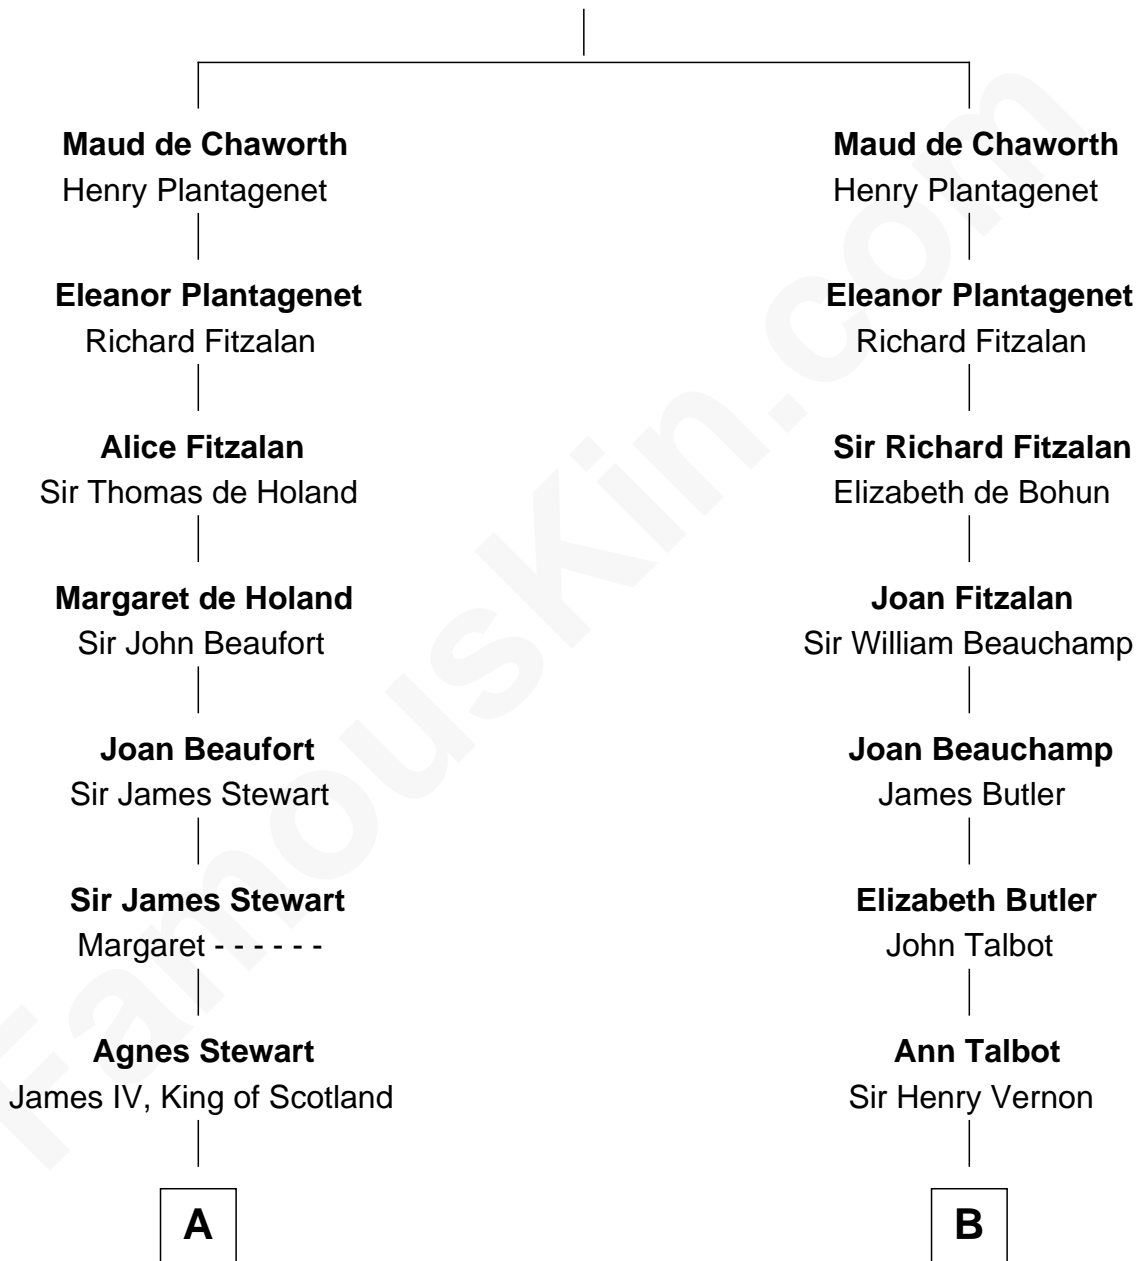 Maud de Chaworth
Henry Plantagenet
Eleanor Plantagenet
Richard Fitzalan
Alice Fitzalan
Sir Thomas de Holand
Margaret de Holand
Sir John Beaufort
Joan Beaufort
Sir James Stewart
Sir James Stewart
Margaret - - - - - -
Agnes Stewart
James IV, King of Scotland
A
Maud de Chaworth
Henry Plantagenet
Eleanor Plantagenet
Richard Fitzalan
Sir Richard Fitzalan
Elizabeth de Bohun
Joan Fitzalan
Sir William Beauchamp
Joan Beauchamp
James Butler
Elizabeth Butler
John Talbot
Ann Talbot
Sir Henry Vernon
B
FamousKin.com